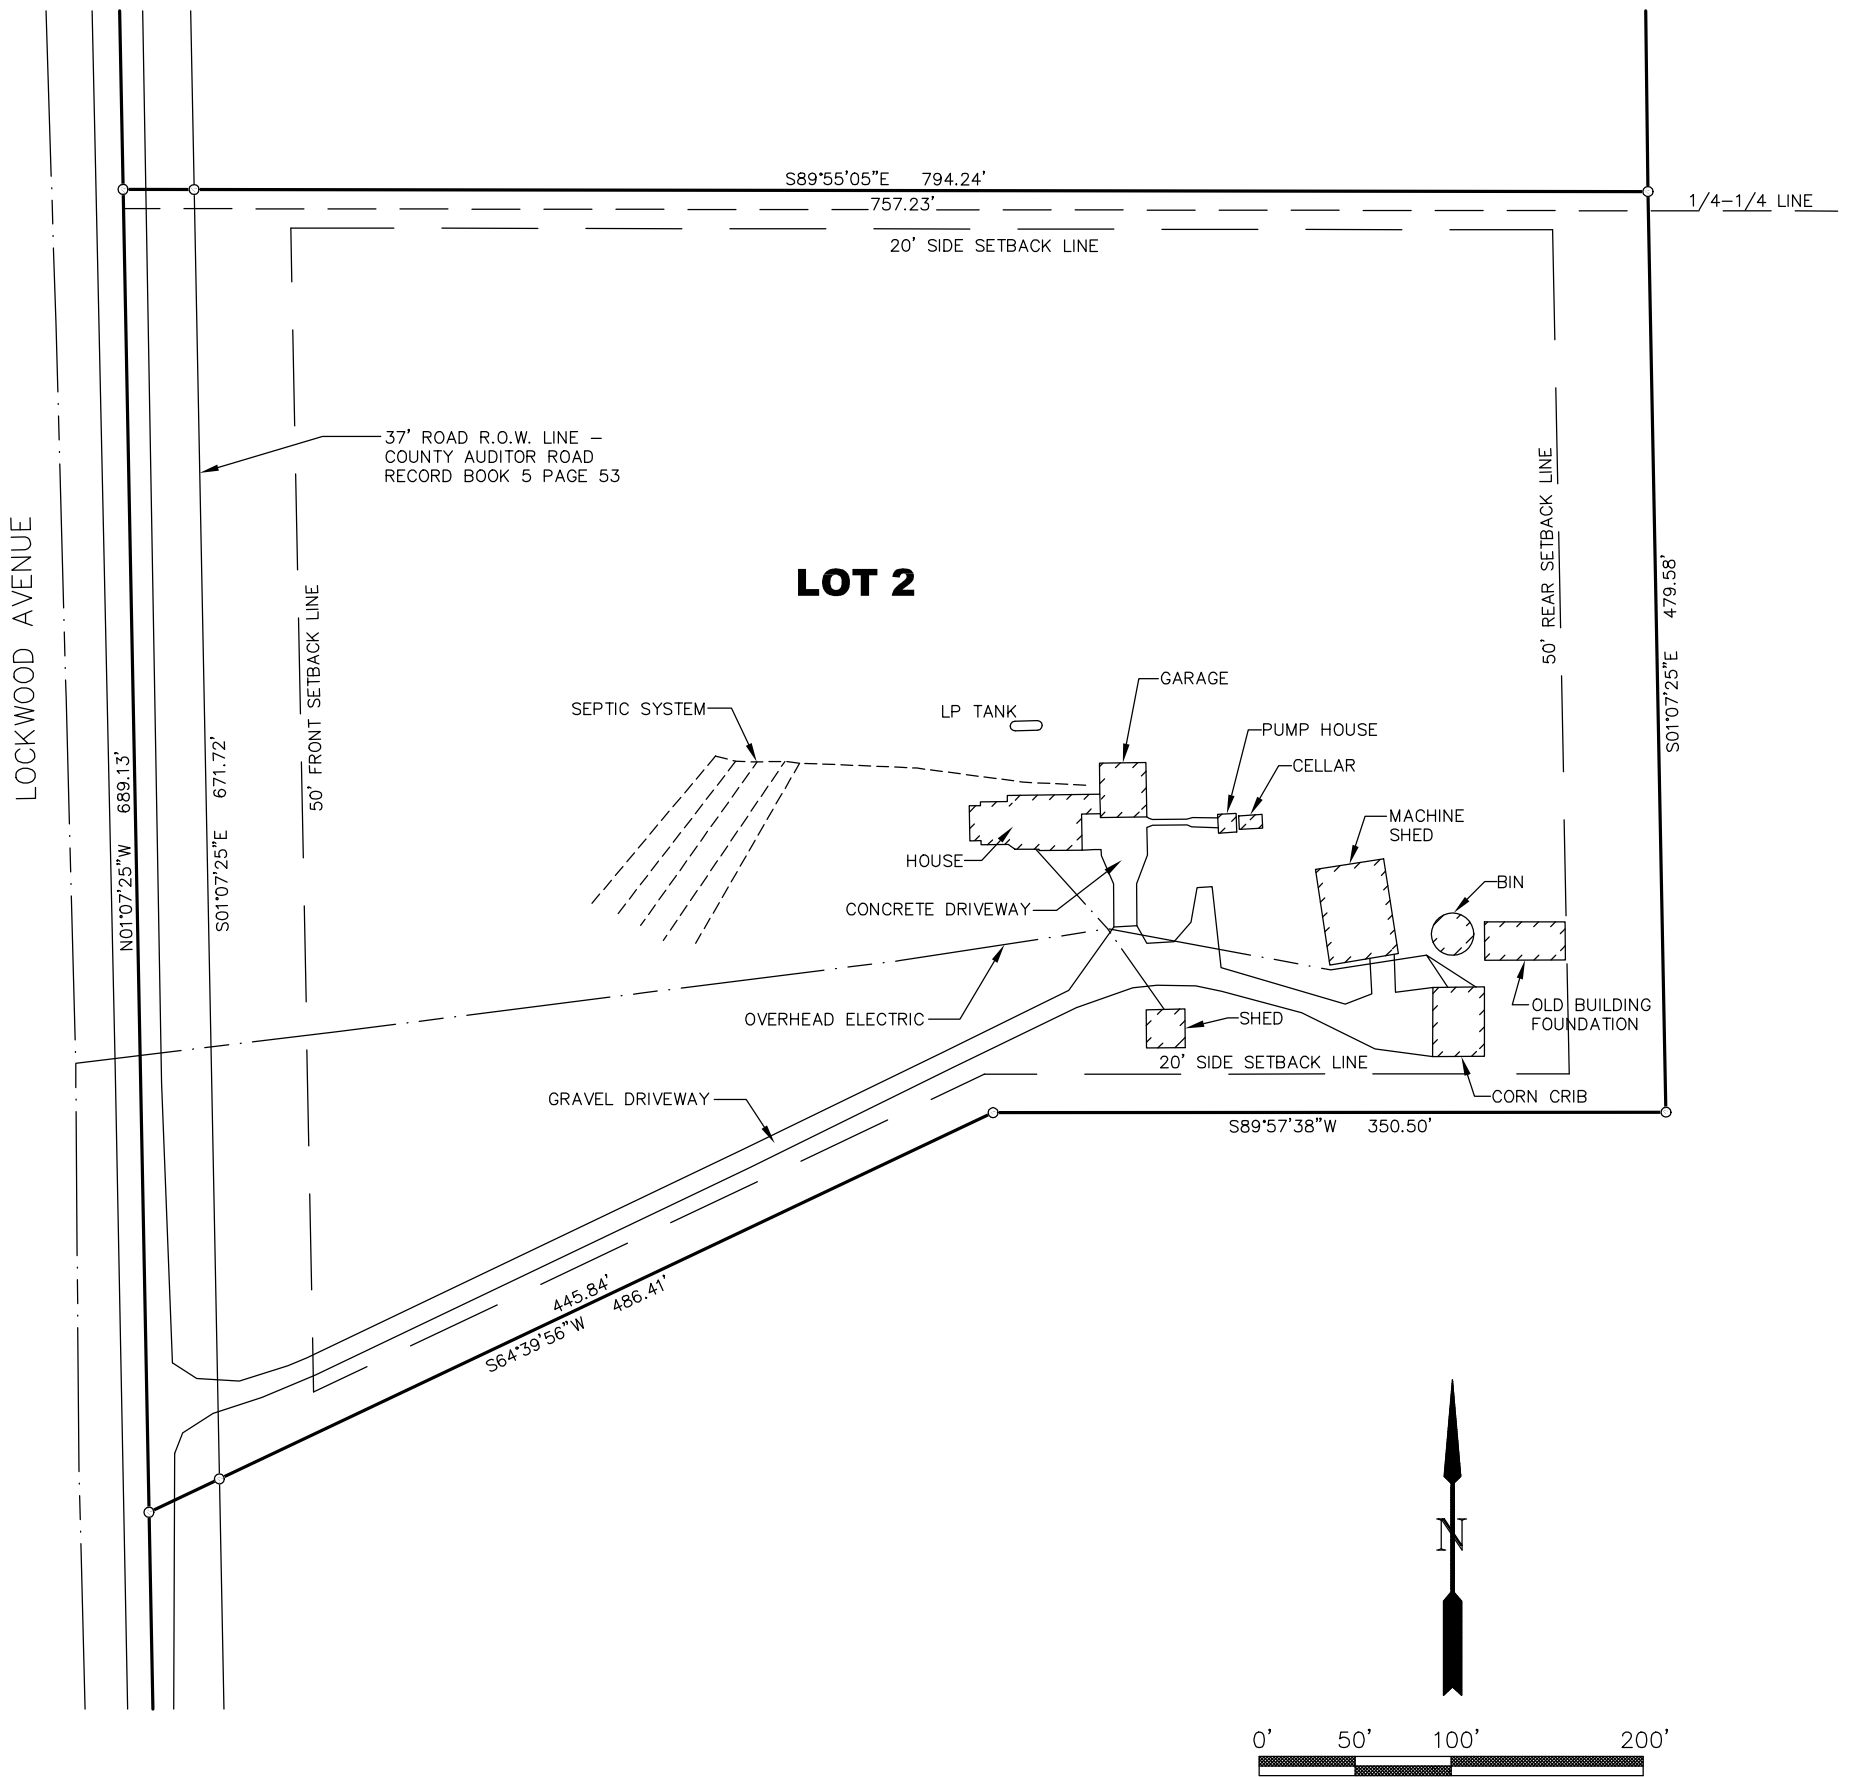 S89°55'05"E 794.24'
757.23'
1/4-1/4 LINE
20' SIDE SETBACK LINE
37' ROAD R.O.W. LINE –
COUNTY AUDITOR ROAD
RECORD BOOK 5 PAGE 53
LOCKWOOD AVENUE
N01°07'25"W 689.13'
S01°07'25"E 671.72'
50' FRONT SETBACK LINE
LOT 2
50' REAR SETBACK LINE
S01°07'25"E 479.58'
GARAGE
SEPTIC SYSTEM
LP TANK
PUMP HOUSE
CELLAR
MACHINE
SHED
HOUSE
BIN
CONCRETE DRIVEWAY
OLD BUILDING
FOUNDATION
OVERHEAD ELECTRIC
SHED
20' SIDE SETBACK LINE
GRAVEL DRIVEWAY
CORN CRIB
S89°57'38"W 350.50'
445.84'
S64°39'56"W 486.41'
N
0' 50' 100' 200'